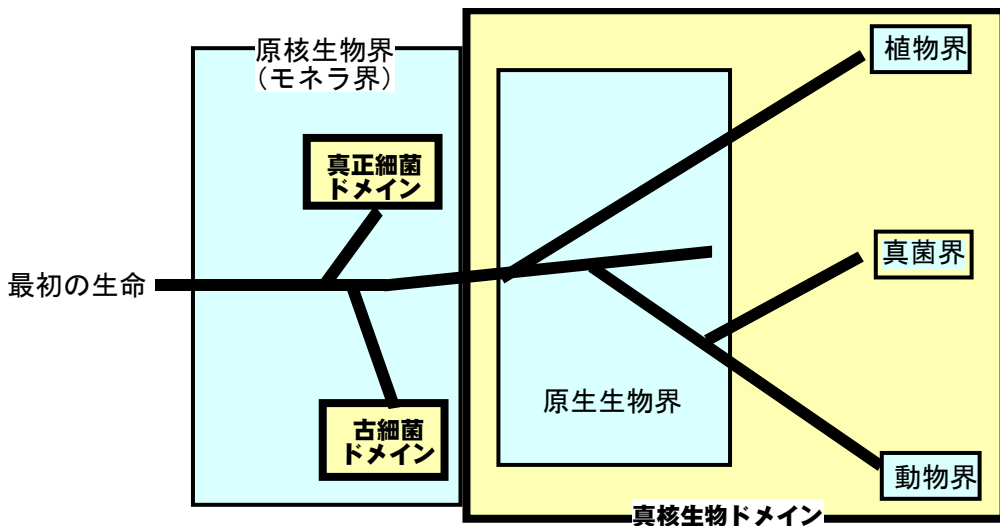 原核生物界
（モネラ界）
植物界
真正細菌
ドメイン
真菌界
最初の生命
原生生物界
古細菌
ドメイン
動物界
真核生物ドメイン